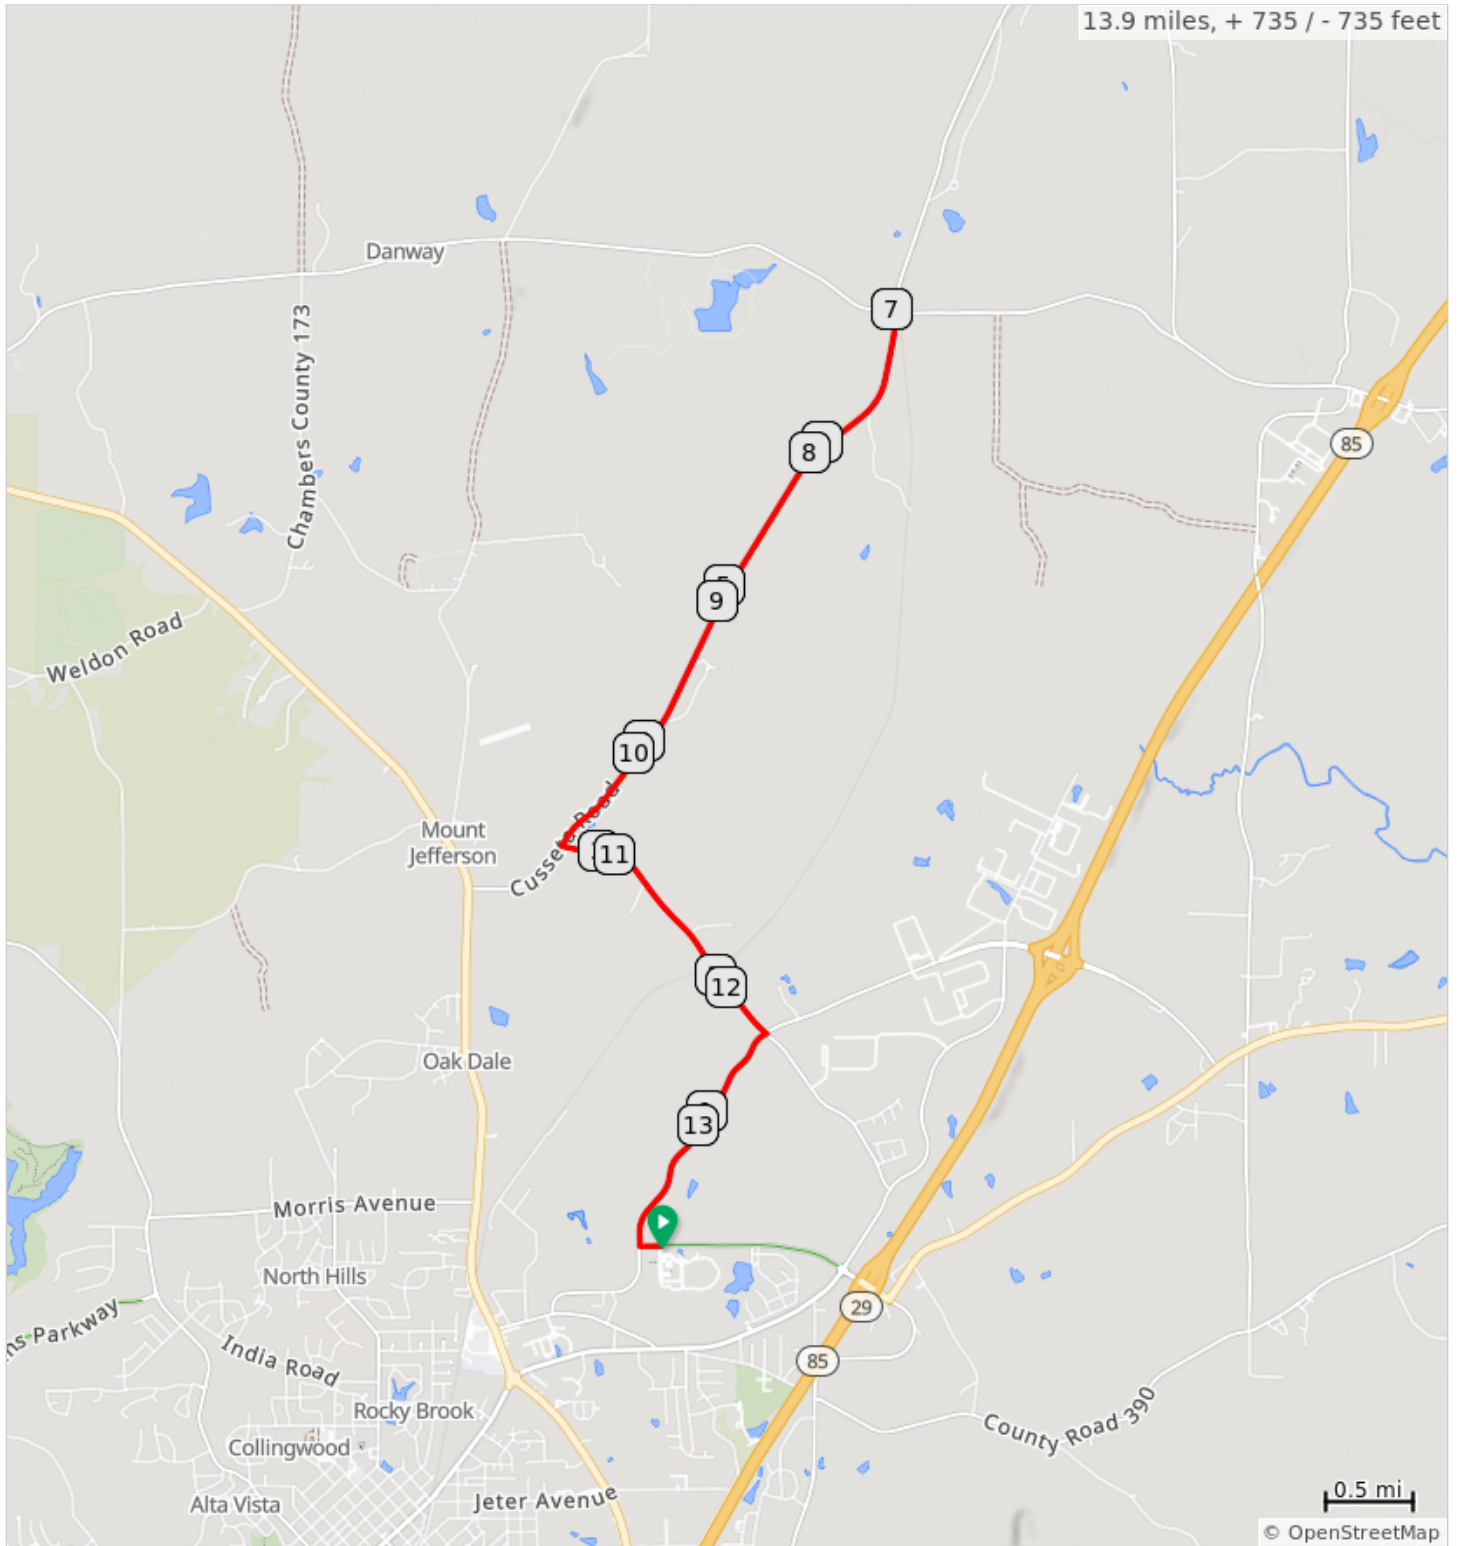 13.9 miles, + 735 / - 735 feet
Danway
7
Chambers County 173
85
8
9
Weldon Road
10
Cusseta Road
Mount
Jefferson
11
12
Oak Dale
13
Morris Avenue
North Hills
29
India Road
85
Rocky Brook
County Road 390
Collingwood
Alta Vista
Jeter Avenue
0.5 mi
© OpenStreetMap